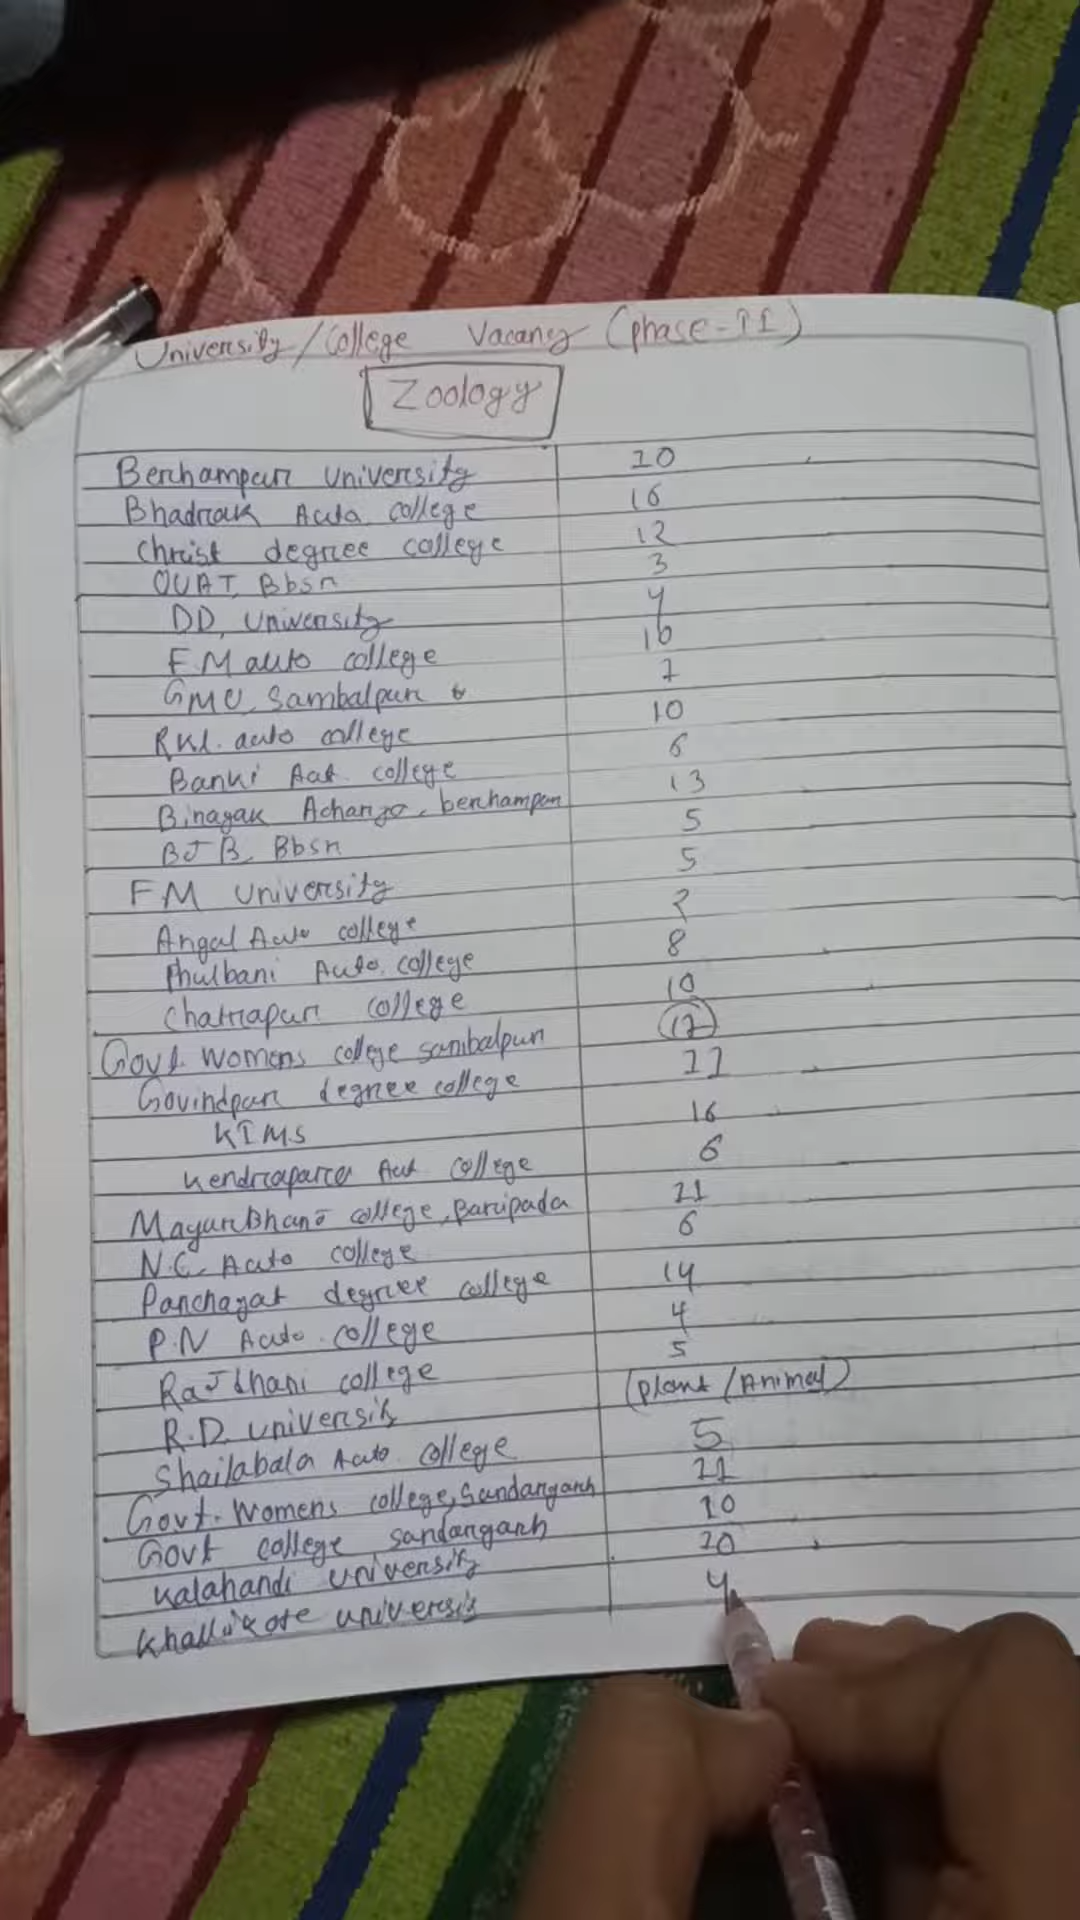 University/College Vacancy (phase-II)
Zoology
Berhampur university 20
Bhadrak Auto. college 16
Christ degree college 12
OUAT, Bbsr 3
DD, University 4
F.M auto college 16
GMU, Sambalpur 7
Rkl. auto college 10
Banki Aut. college 6
Binayak Acharya, berhampur 13
BJB, Bbsr 5
FM University 5
Angul Auto college
Phulbani Auto. college 8
Chatrapur college 10
Govt. Womens college sambalpur 17
Govindpur degree college 11
KIMS 16
Kendrapara Aut college 6
MayurBhanj college, Baripada 21
N.C. Auto college 6
Panchayat degree college 14
P.N Auto. college 4
Rajdhani college 5
R.D. university (plant/Animal)
Shailabala Auto college 5
Govt. Womens college, Sundargarh 21
Govt college sundargarh 10
Kalahandi University 20
Khallikote university 4